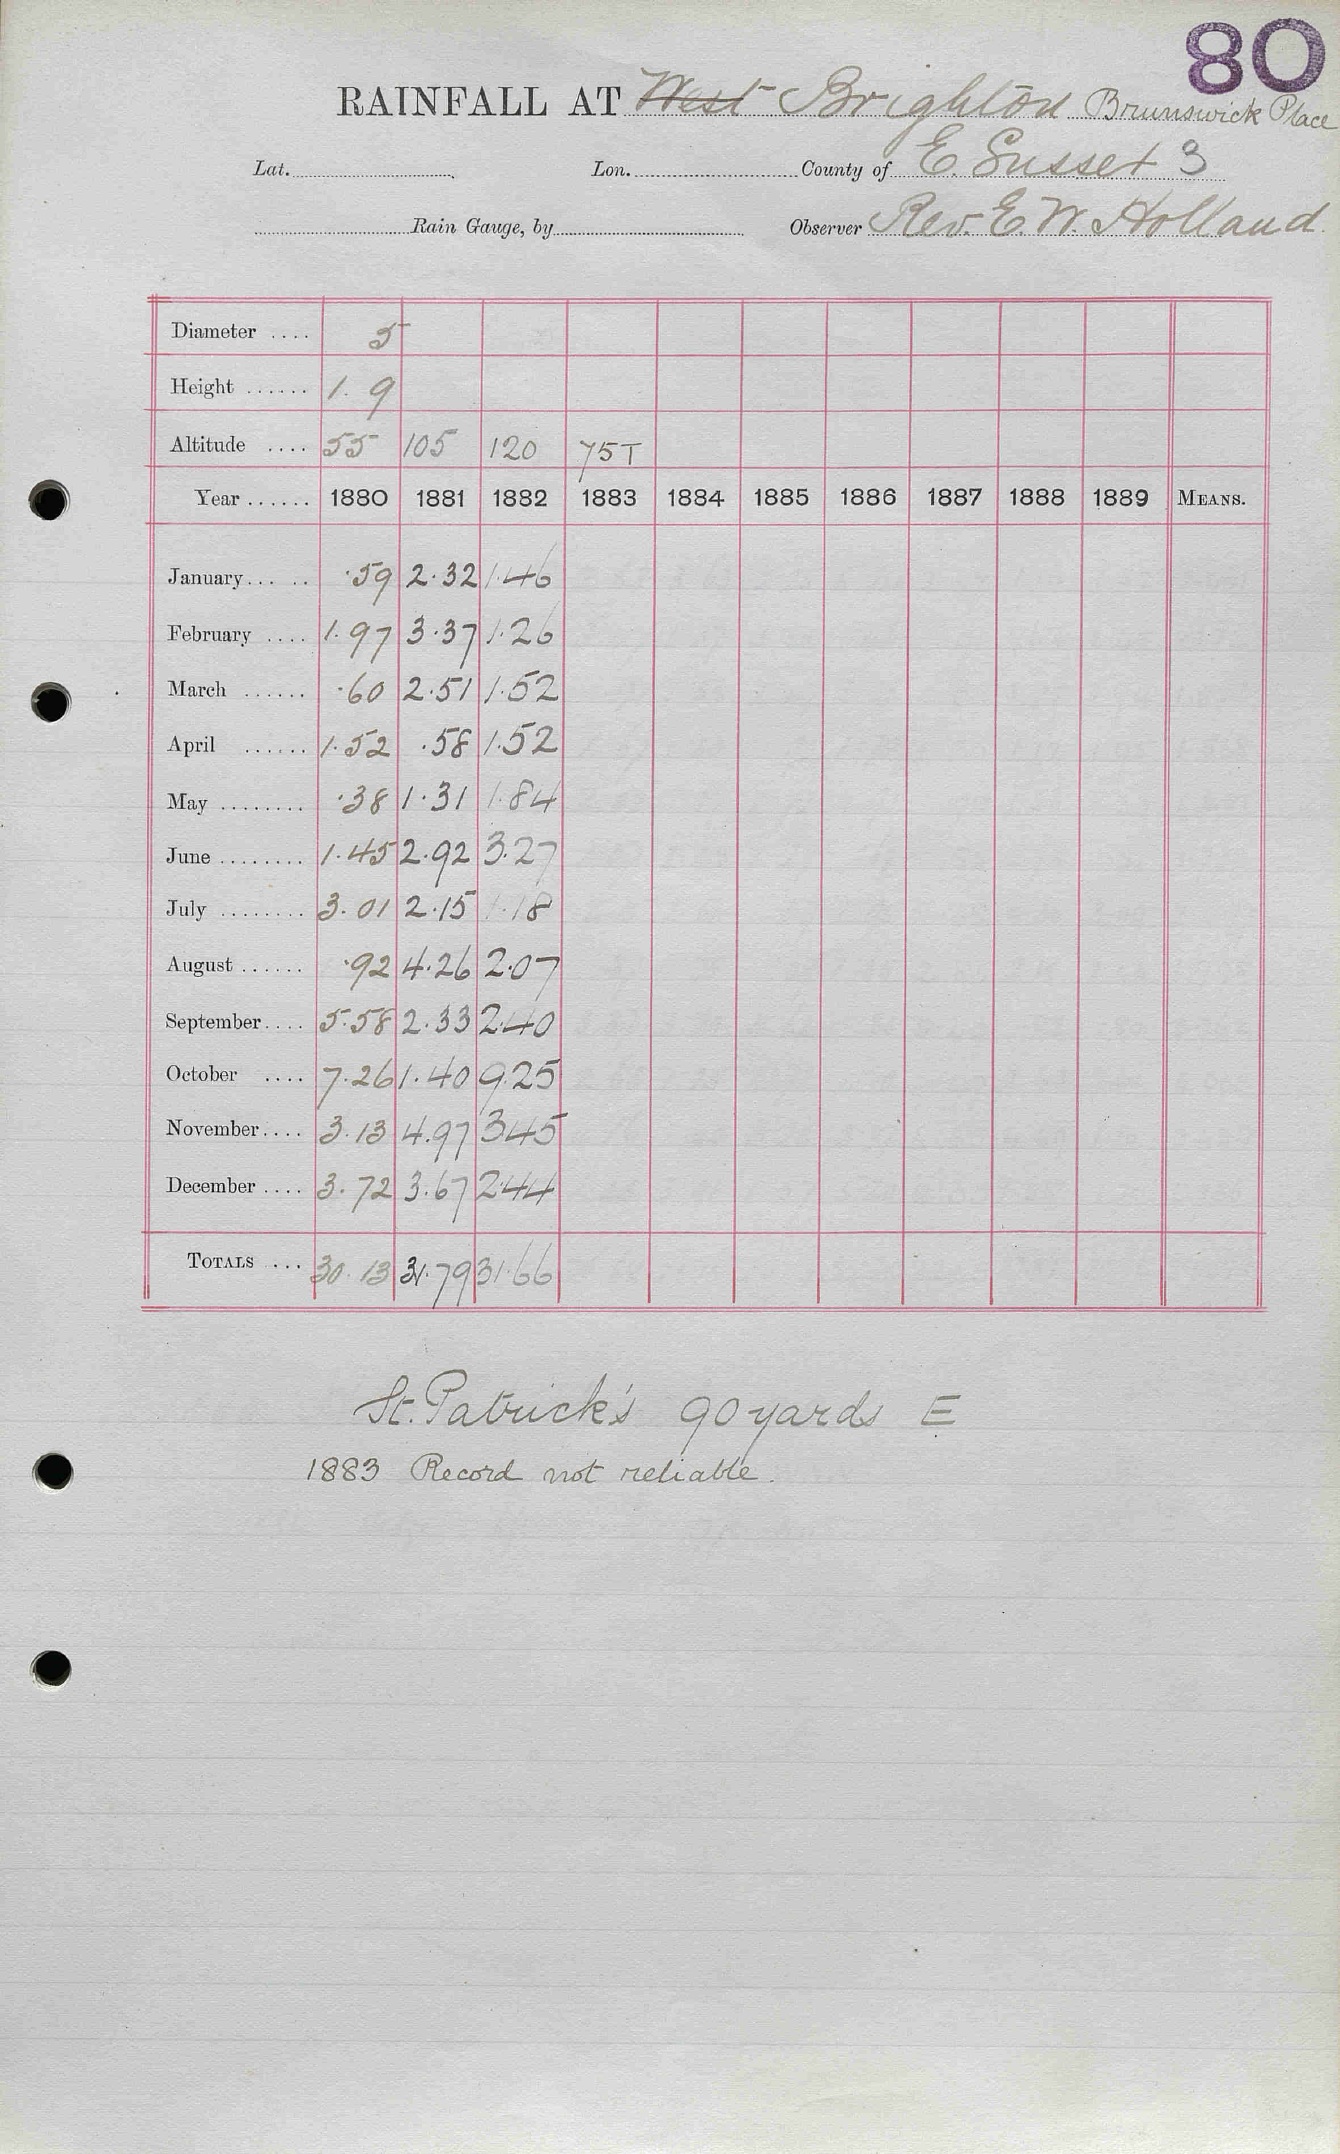 80
RAINFALL AT West Brighton Brunswick Place
Lat. Lon. County of E. Sussex 3
Rain Gauge, by Observer Rev. E. W. Holland.
Diameter .... 5
Height ...... 1. 9
Altitude .... 55 105 120 75T
Year ...... 1880 1881 1882 1883 1884 1885 1886 1887 1888 1889 MEANS.
January... .. .59 2.32 1.46
February .... 1.97 3.37 1.26
March ...... .60 2.51 1.52
April ...... 1.52 .58 1.52
May ........ .38 1.31 1.84
June ........ 1.45 2.92 3.27
July ........ 3.01 2.15 1.18
August ...... .92 4.26 2.07
September.... 5.58 2.33 2.40
October .... 7.26 1.40 9.25
November.... 3.13 4.97 3.45
December .... 3.72 3.67 2.44
TOTALS ... 30.13 31.79 31.66
St. Patrick's 90 yards E
1883 Record not reliable.